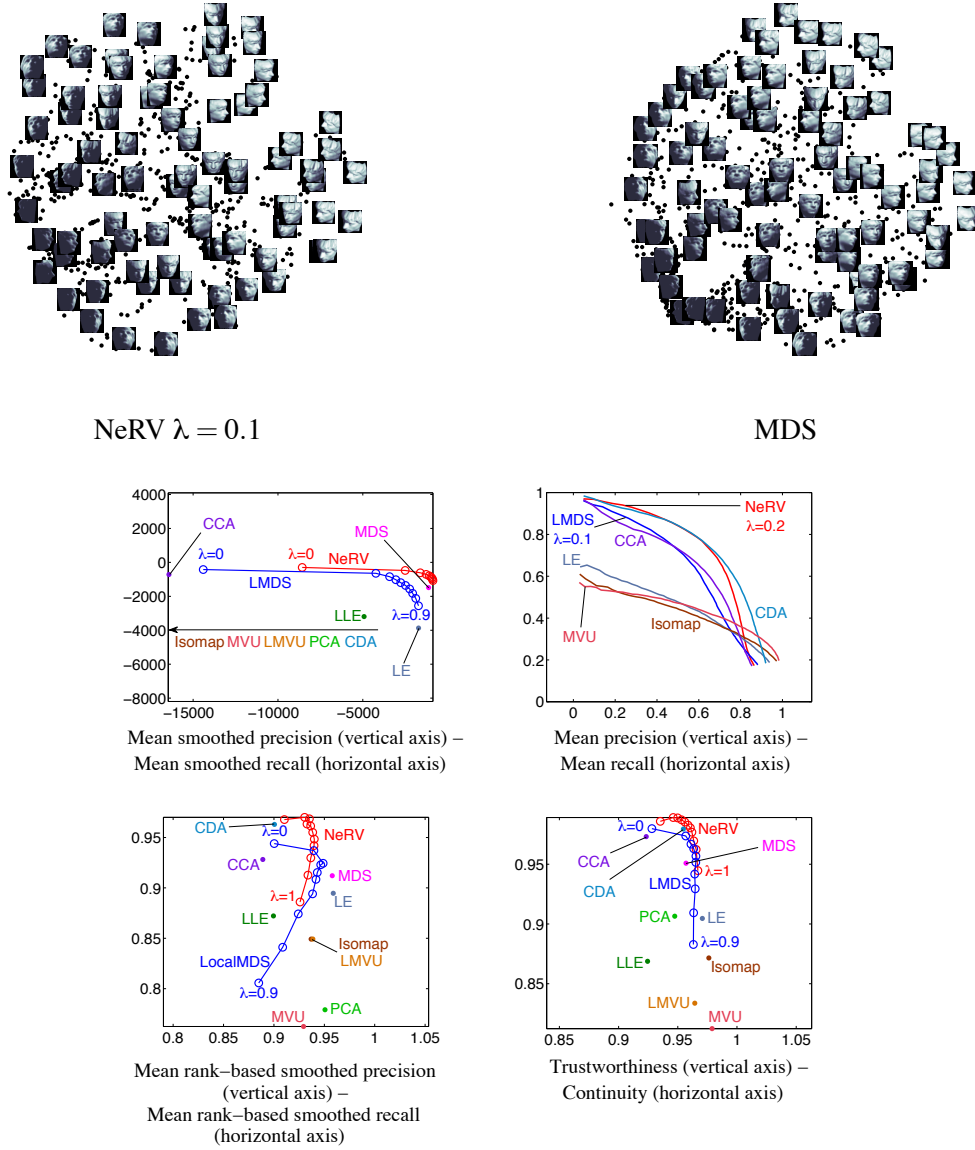 NeRV λ = 0.1
MDS
4000
2000
0
−2000
−4000
−6000
−8000
−15000
−10000
−5000
CCA
MDS
λ=0
λ=0
NeRV
LMDS
LLE
λ=0.9
Isomap MVU LMVU PCA CDA
LE
Mean smoothed precision (vertical axis) –
Mean smoothed recall (horizontal axis)
1
0.8
0.6
0.4
0.2
0
0
0.2
0.4
0.6
0.8
1
NeRV
λ=0.2
LMDS
λ=0.1
CCA
LE
CDA
Isomap
MVU
Mean precision (vertical axis) –
Mean recall (horizontal axis)
0.95
0.9
0.85
0.8
0.8
0.85
0.9
0.95
1
1.05
CDA
λ=0
NeRV
CCA
MDS
λ=1
LE
LLE
Isomap
LMVU
LocalMDS
λ=0.9
MVU
PCA
Mean rank–based smoothed precision
(vertical axis) –
Mean rank–based smoothed recall
(horizontal axis)
0.95
0.9
0.85
0.85
0.9
0.95
1
1.05
λ=0
NeRV
CCA
MDS
CDA
LMDS
λ=1
PCA
LE
λ=0.9
LLE
Isomap
LMVU
MVU
Trustworthiness (vertical axis) –
Continuity (horizontal axis)